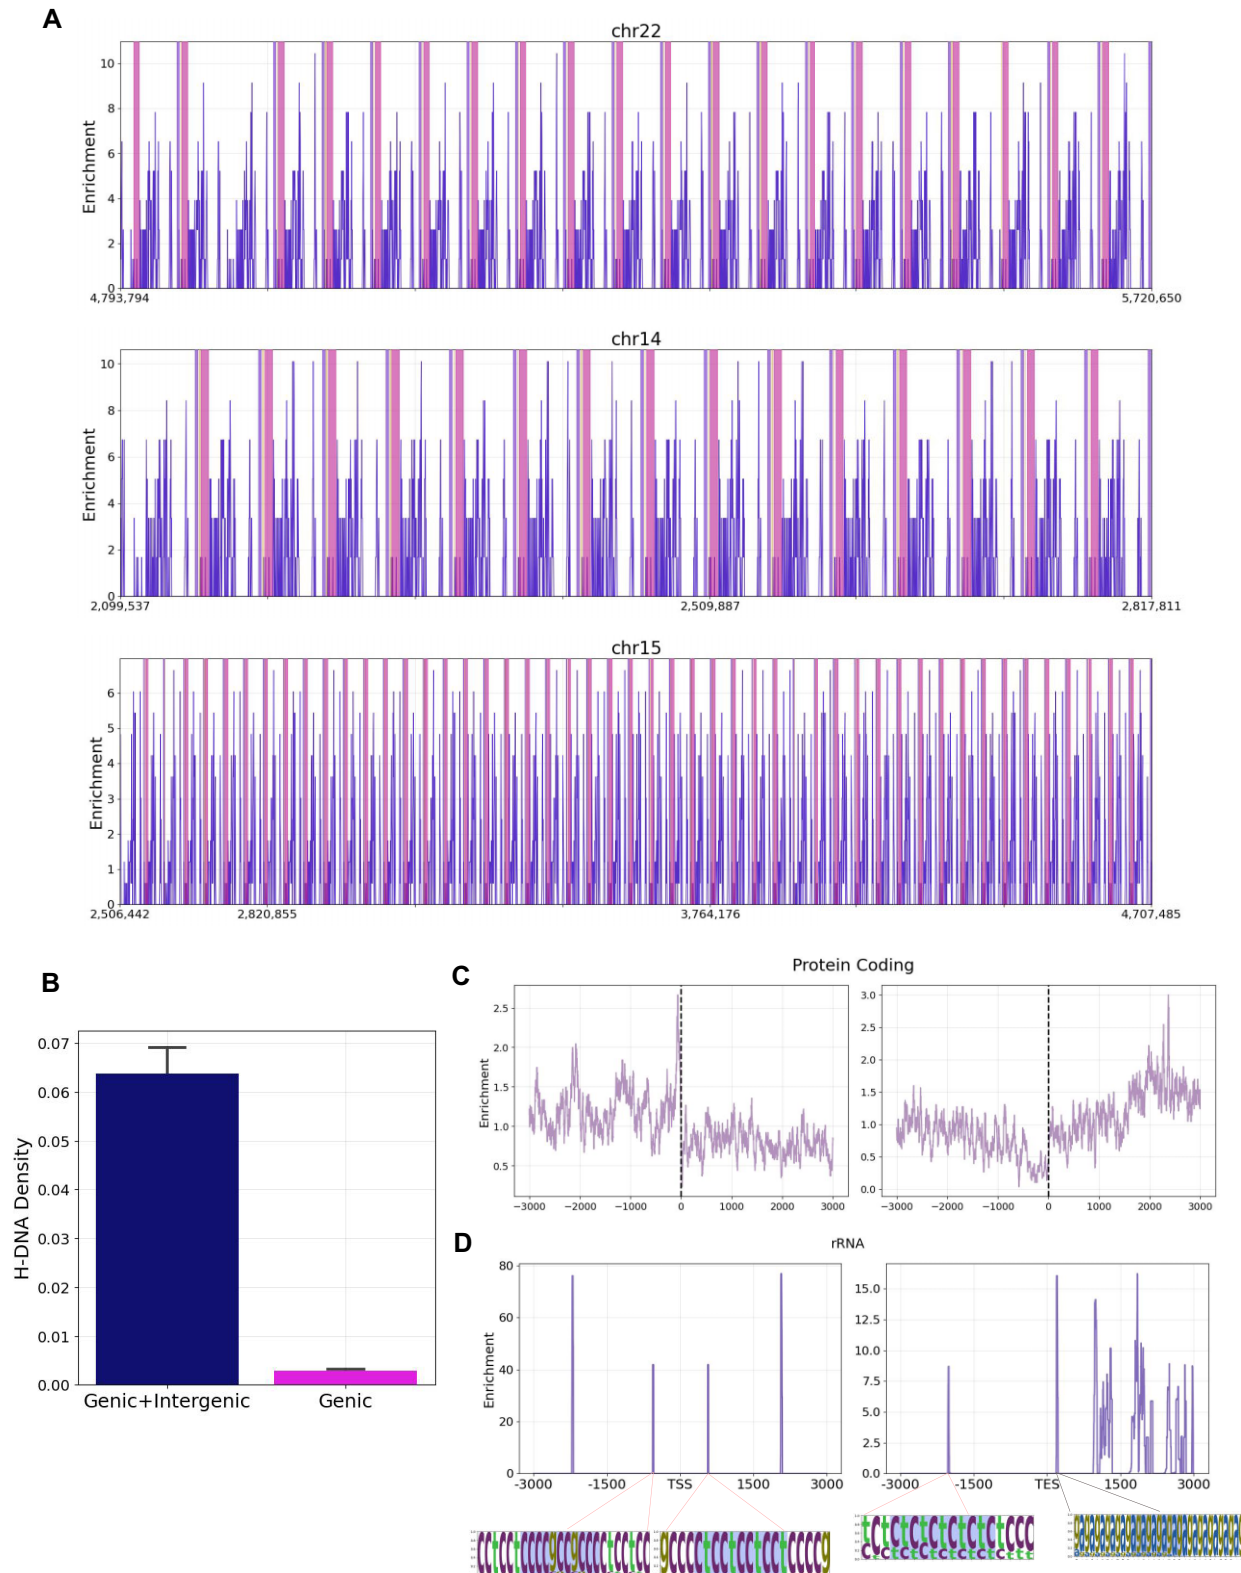 A
chr22
Enrichment
10
8
6
4
2
0
4,793,794
5,720,650
chr14
Enrichment
10
8
6
4
2
0
2,099,537
2,509,887
2,817,811
chr15
Enrichment
6
5
4
3
2
1
0
2,506,442
2,820,855
3,764,176
4,707,485
B
H-DNA Density
0.07
0.06
0.05
0.04
0.03
0.02
0.01
0.00
Genic+Intergenic
Genic
C
Protein Coding
Enrichment
2.5
2.0
1.5
1.0
0.5
−3000 −2000 −1000 0 1000 2000 3000
3.0
2.5
2.0
1.5
1.0
0.5
0.0
−3000 −2000 −1000 0 1000 2000 3000
D
rRNA
Enrichment
80
60
40
20
0
-3000 -1500 TSS 1500 3000
15.0
12.5
10.0
7.5
5.0
2.5
0.0
-3000 -1500 TES 1500 3000